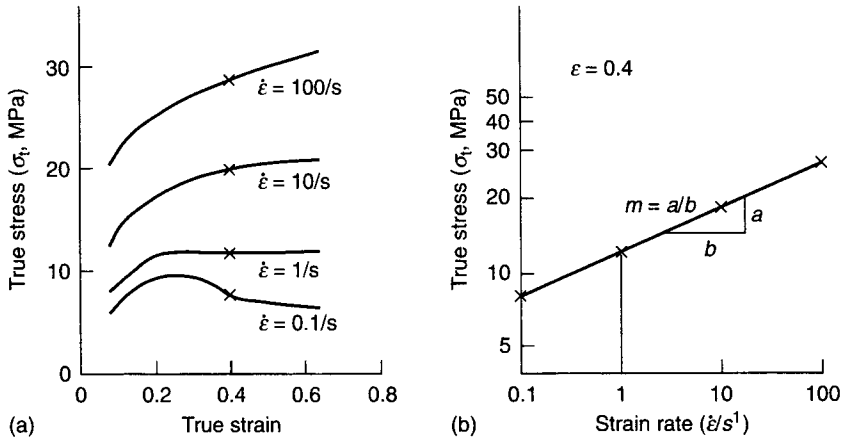 True stress (σt, MPa)
30
20
10
0
ε̇ = 100/s
ε̇ = 10/s
ε̇ = 1/s
ε̇ = 0.1/s
0
0.2
0.4
0.6
0.8
True strain
(a)
True stress (σt, MPa)
50
40
30
20
10
5
ε = 0.4
m = a/b
a
b
0.1
1
10
100
Strain rate (ε̇/s¹)
(b)